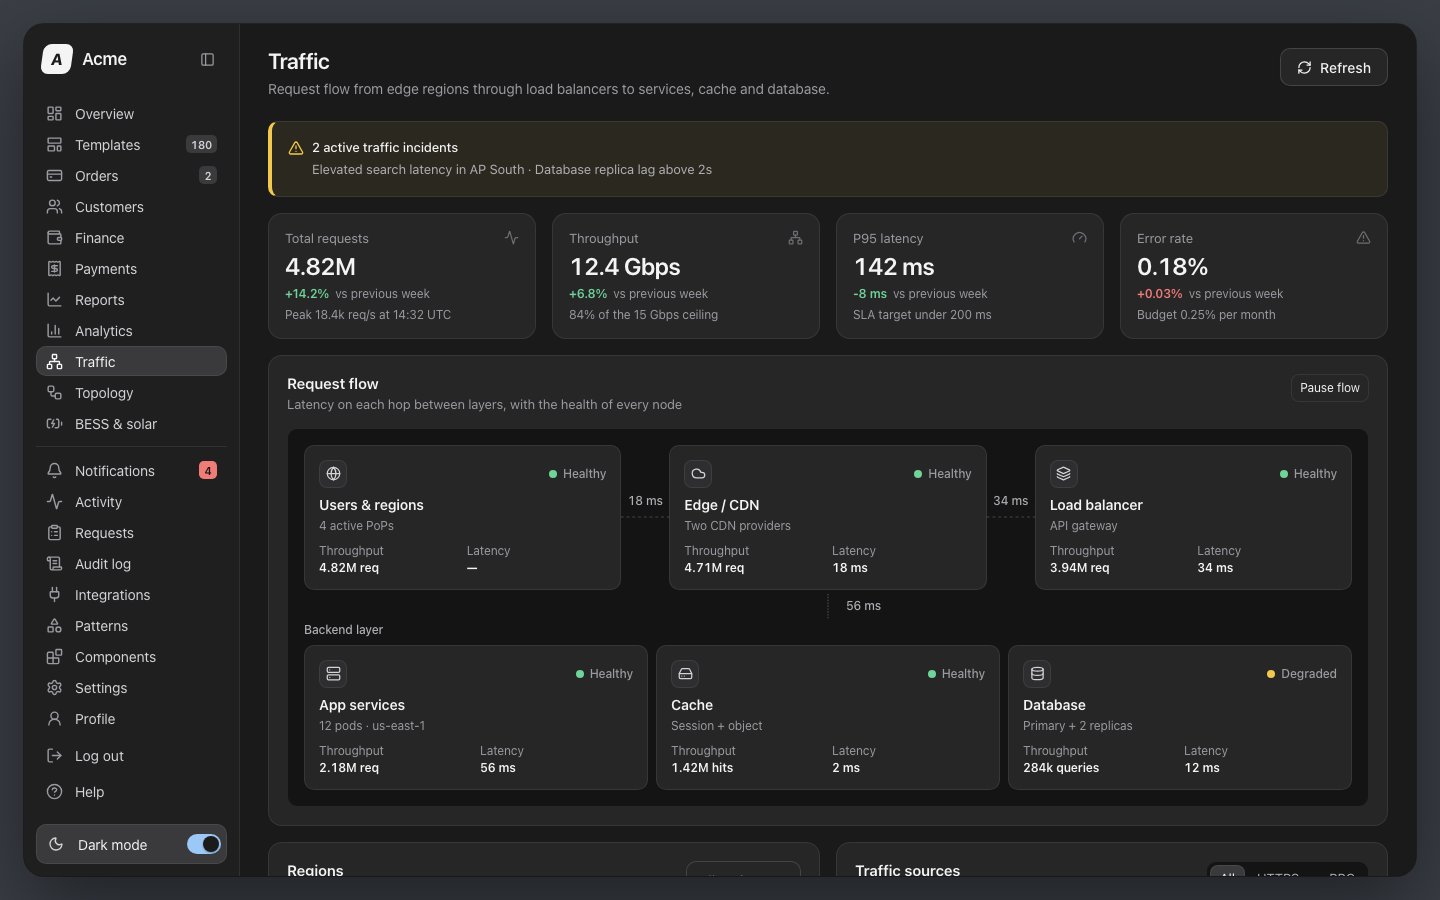 A Acme
Overview
Templates 180
Orders 2
Customers
Finance
Payments
Reports
Analytics
Traffic
Topology
BESS & solar
Notifications 4
Activity
Requests
Audit log
Integrations
Patterns
Components
Settings
Profile
Log out
Help
Dark mode
Traffic
Request flow from edge regions through load balancers to services, cache and database.
Refresh
2 active traffic incidents
Elevated search latency in AP South · Database replica lag above 2s
Total requests
4.82M
+14.2% vs previous week
Peak 18.4k req/s at 14:32 UTC
Throughput
12.4 Gbps
+6.8% vs previous week
84% of the 15 Gbps ceiling
P95 latency
142 ms
-8 ms vs previous week
SLA target under 200 ms
Error rate
0.18%
+0.03% vs previous week
Budget 0.25% per month
Request flow
Latency on each hop between layers, with the health of every node
Pause flow
Healthy
Users & regions
4 active PoPs
Throughput Latency
4.82M req —
18 ms
Healthy
Edge / CDN
Two CDN providers
Throughput Latency
4.71M req 18 ms
34 ms
Healthy
Load balancer
API gateway
Throughput Latency
3.94M req 34 ms
56 ms
Backend layer
Healthy
App services
12 pods · us-east-1
Throughput Latency
2.18M req 56 ms
Healthy
Cache
Session + object
Throughput Latency
1.42M hits 2 ms
Degraded
Database
Primary + 2 replicas
Throughput Latency
284k queries 12 ms
Regions
Traffic sources
All HTTPS